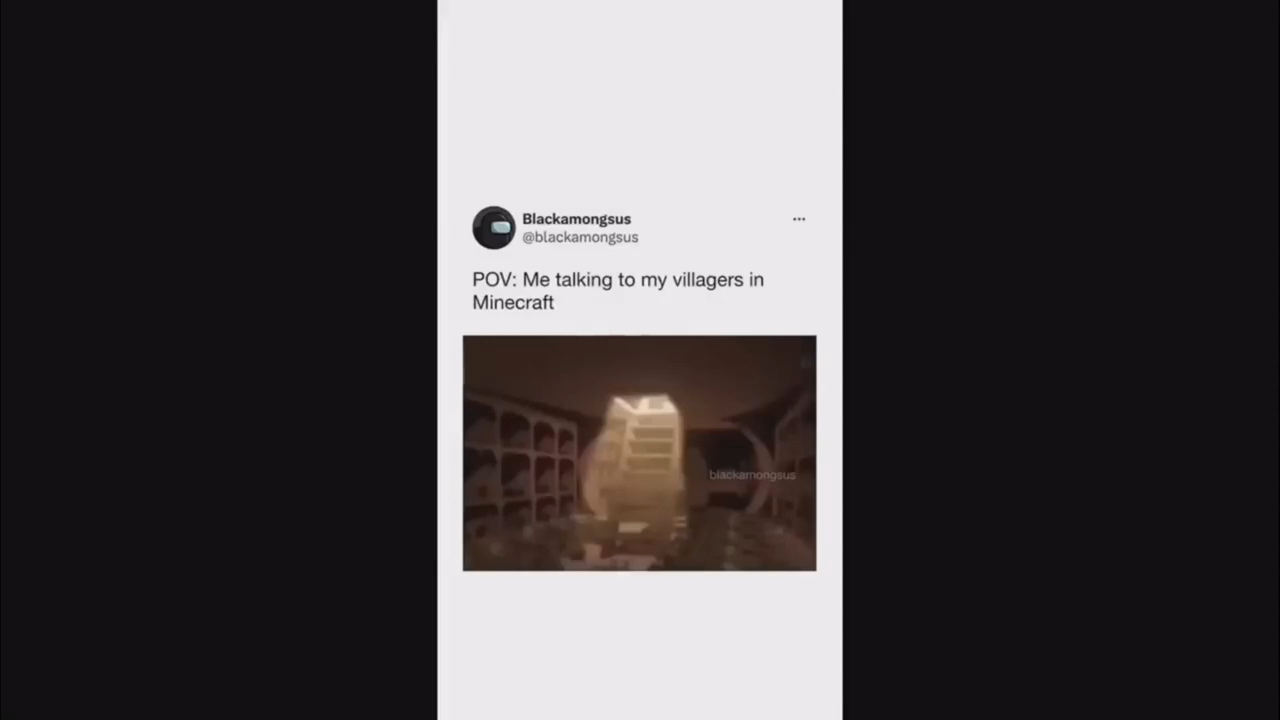 Blackamongsus
@blackamongsus
POV: Me talking to my villagers in
Minecraft
blackamongsus